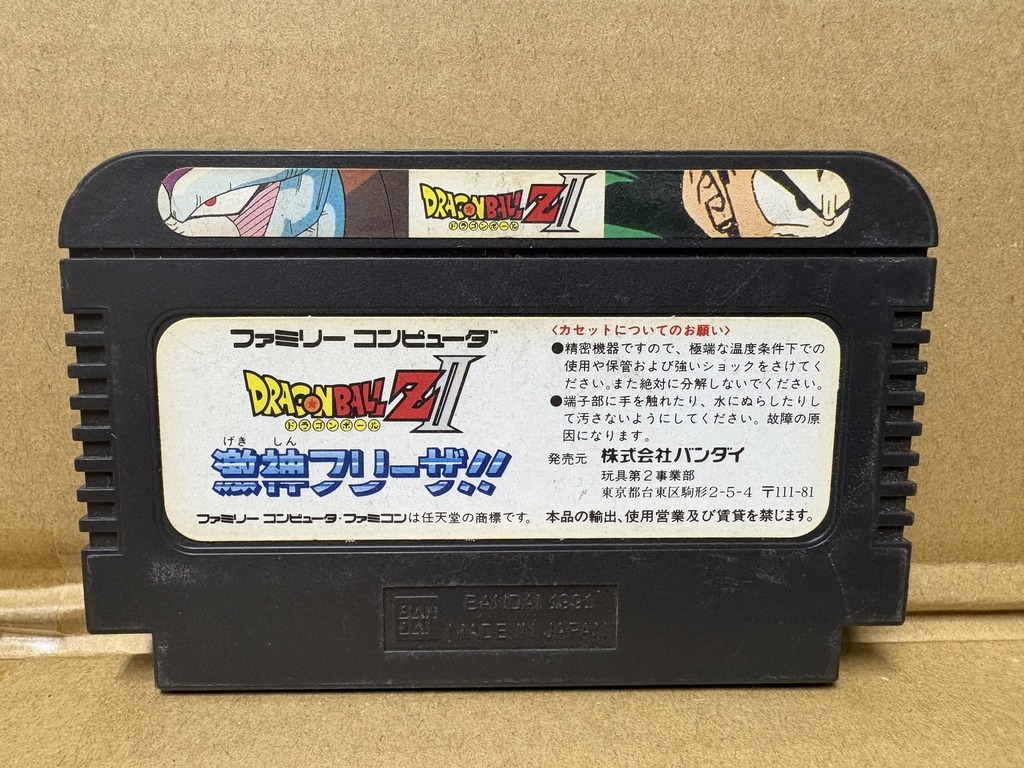 DRAGON BALL Z II
ドラゴンボール
ファミリー コンピュータ™
DRAGON BALL Z II
ドラゴンボール
げき しん
激神フリーザ!!
ファミリー コンピュータ・ファミコンは任天堂の商標です。
〈カセットについてのお願い〉
●精密機器ですので、極端な温度条件下での
使用や保管および強いショックをさけてく
ださい。また絶対に分解しないでください。
●端子部に手を触れたり、水にぬらしたりし
て汚さないようにしてください。故障の原
因になります。
発売元 株式会社バンダイ
玩具第2事業部
東京都台東区駒形2-5-4 〒111-81
本品の輸出、使用営業及び賃貸を禁じます。
BAN
DAI
BANDAI 1991
MADE IN JAPAN